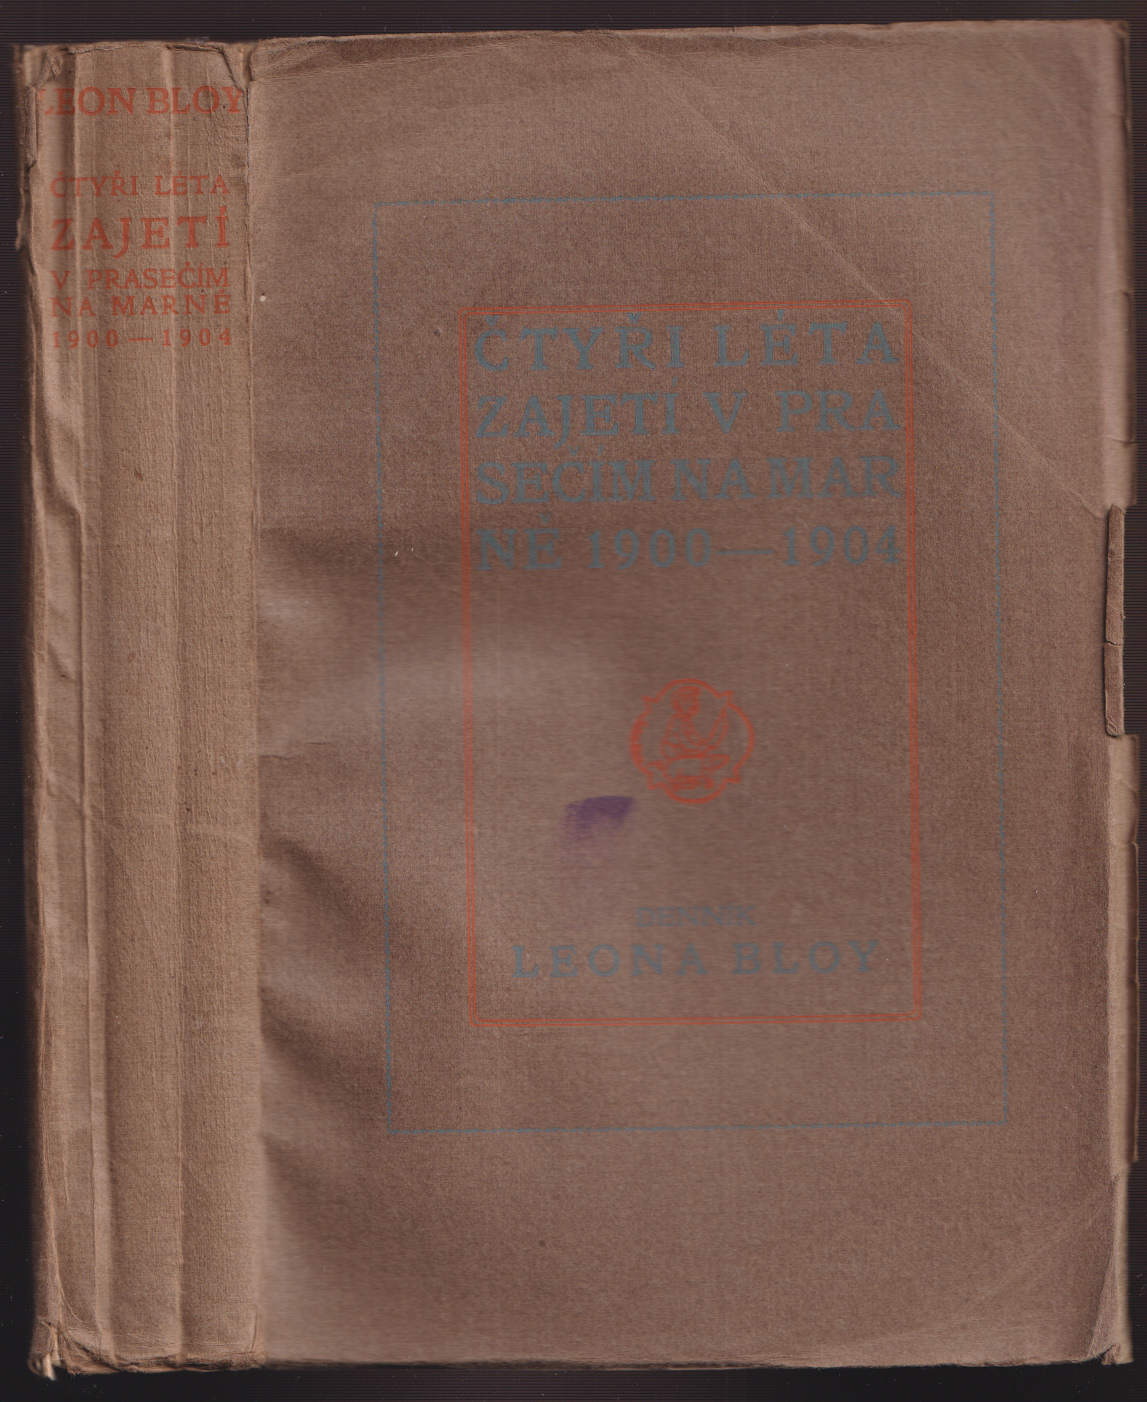 LEON BLOY
ČTYŘI LÉTA
ZAJETÍ
V PRASEČIM
NA MARNĚ
1900—1904
ČTYŘI LÉTA
ZAJETÍ V PRA
SEČÍM NA MAR
NĚ 1900—1904
DENNÍK
LEONA BLOY